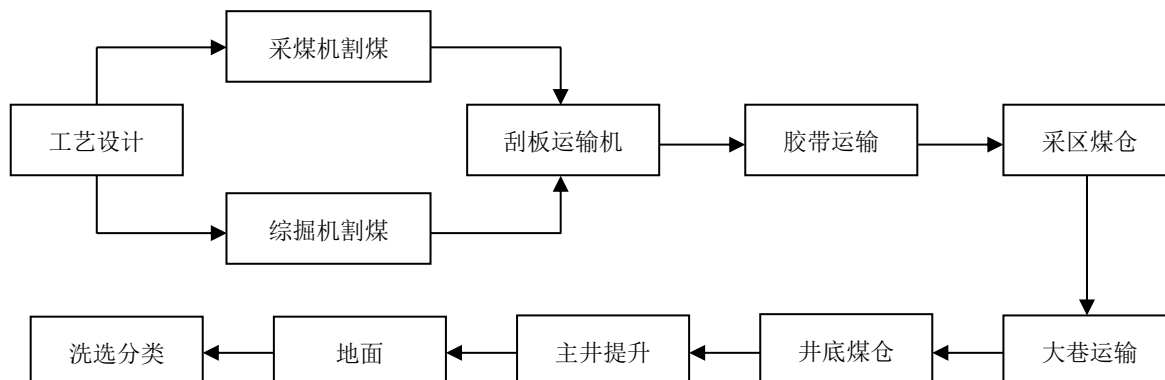 采煤机割煤
工艺设计
刮板运输机
胶带运输
采区煤仓
综掘机割煤
洗选分类
地面
主井提升
井底煤仓
大巷运输